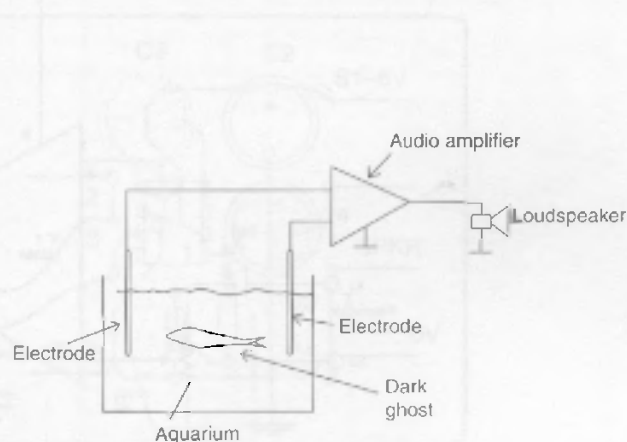 Audio amplifier
Loudspeaker
Electrode
Electrode
Dark
ghost
Aquarium